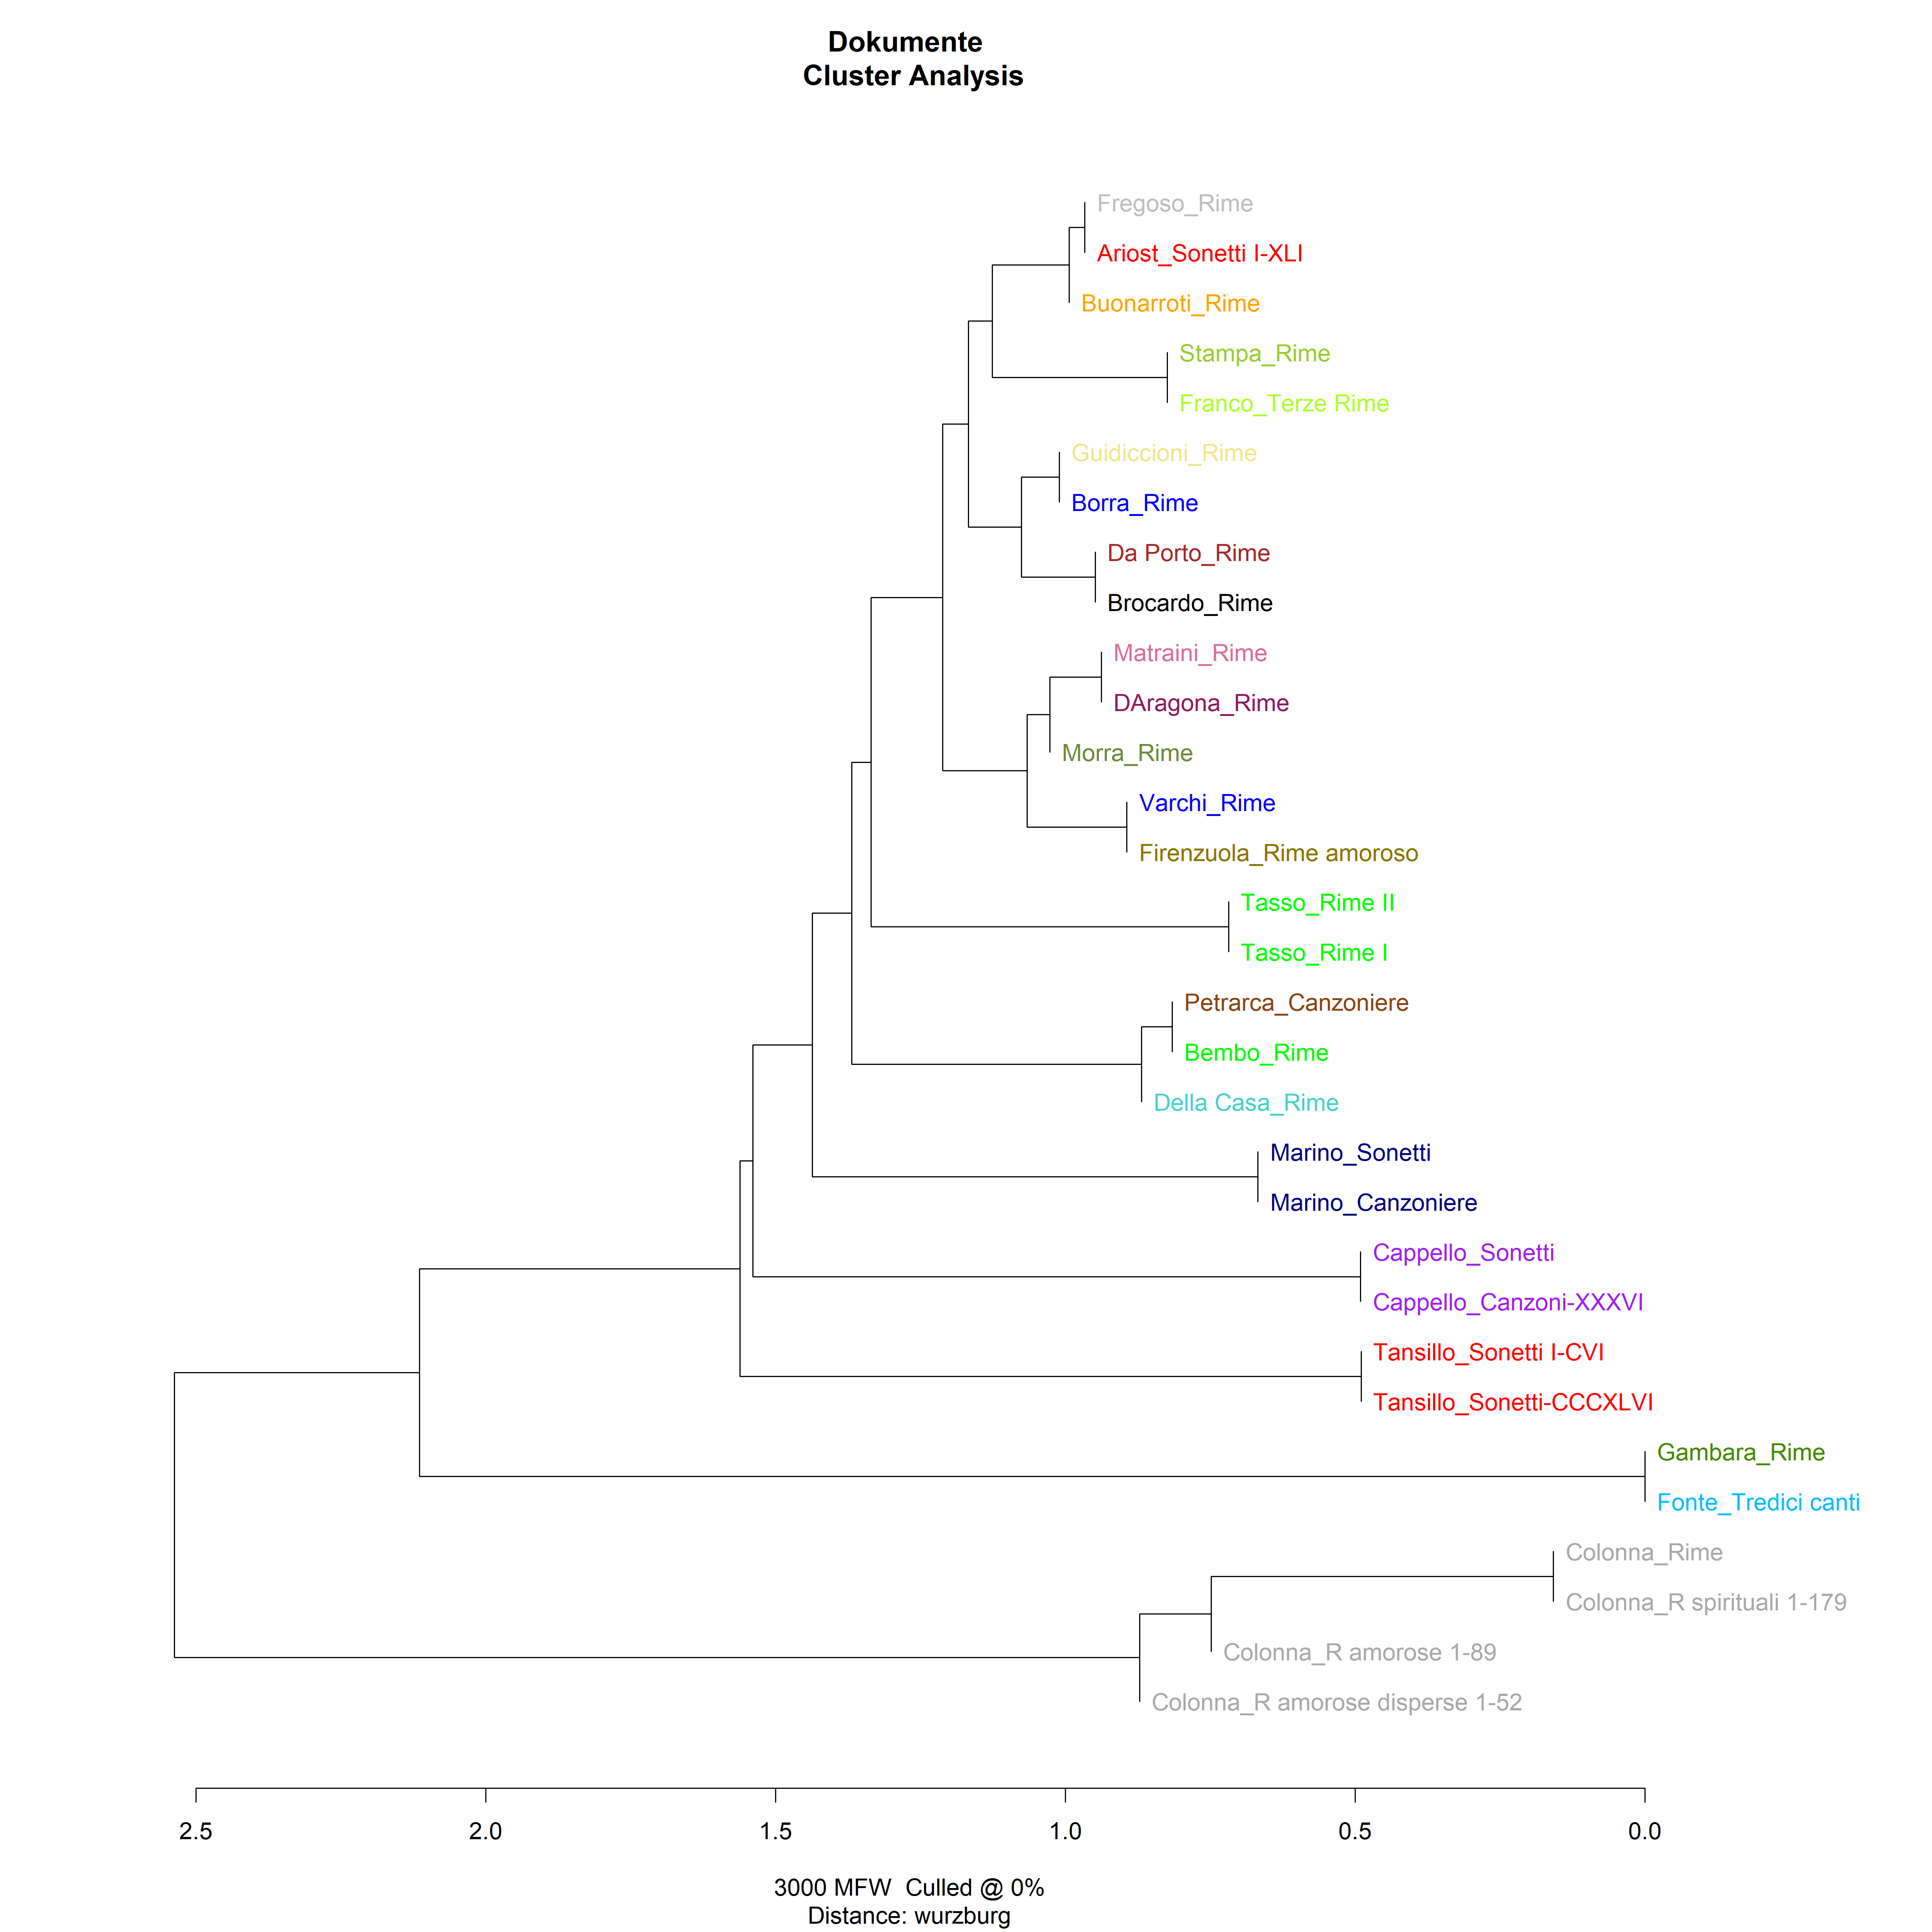 Dokumente
Cluster Analysis
Fregoso_Rime
Ariost_Sonetti I-XLI
Buonarroti_Rime
Stampa_Rime
Franco_Terze Rime
Guidiccioni_Rime
Borra_Rime
Da Porto_Rime
Brocardo_Rime
Matraini_Rime
DAragona_Rime
Morra_Rime
Varchi_Rime
Firenzuola_Rime amoroso
Tasso_Rime II
Tasso_Rime I
Petrarca_Canzoniere
Bembo_Rime
Della Casa_Rime
Marino_Sonetti
Marino_Canzoniere
Cappello_Sonetti
Cappello_Canzoni-XXXVI
Tansillo_Sonetti I-CVI
Tansillo_Sonetti-CCCXLVI
Gambara_Rime
Fonte_Tredici canti
Colonna_Rime
Colonna_R spirituali 1-179
Colonna_R amorose 1-89
Colonna_R amorose disperse 1-52
2.5 2.0 1.5 1.0 0.5 0.0
3000 MFW  Culled @ 0%
Distance: wurzburg